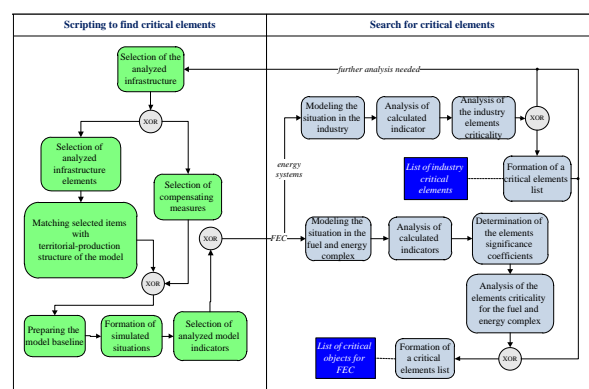 Scripting to find critical elements
Search for critical elements
Selection of the
analyzed
infrastructure
further analysis needed
XOR
Selection of
analyzed
infrastructure
elements
Selection of
compensating
measures
Matching selected items
with
territorial-production
structure of the model
XOR
XOR
Preparing the
model baseline
Formation of
simulated
situations
Selection of
analyzed model
indicators
energy
systems
FEC
Modeling the
situation in the
industry
Analysis of
calculated
indicator
Analysis of
the industry
elements
criticality
XOR
List of industry
critical
elements
Formation of a
critical elements
list
Modeling the
situation in the
fuel and energy
complex
Analysis of
calculated
indicators
Determination of
the elements
significance
coefficients
Analysis of the
elements criticality
for the fuel and
energy complex
List of critical
objects for
FEC
Formation of a
critical
elements list
XOR